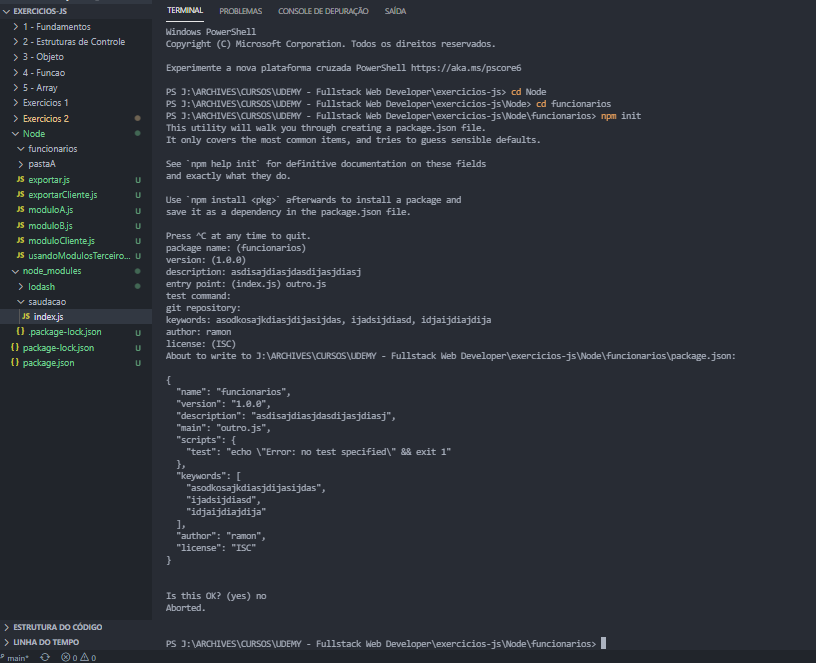 EXERCICIOS-JS
1 - Fundamentos
2 - Estruturas de Controle
3 - Objeto
4 - Funcao
5 - Array
Exercicios 1
Exercicios 2
Node
funcionarios
pastaA
JS exportar.js U
JS exportarCliente.js U
JS moduloA.js U
JS moduloB.js U
JS moduloCliente.js U
JS usandoModulosTerceiro... U
node_modules
lodash
saudacao
JS index.js
{} .package-lock.json U
{} package-lock.json U
{} package.json U
ESTRUTURA DO CÓDIGO
LINHA DO TEMPO
main* 0 0
TERMINAL PROBLEMAS CONSOLE DE DEPURAÇÃO SAÍDA
Windows PowerShell
Copyright (C) Microsoft Corporation. Todos os direitos reservados.
Experimente a nova plataforma cruzada PowerShell https://aka.ms/pscore6
PS J:\ARCHIVES\CURSOS\UDEMY - Fullstack Web Developer\exercicios-js> cd Node
PS J:\ARCHIVES\CURSOS\UDEMY - Fullstack Web Developer\exercicios-js\Node> cd funcionarios
PS J:\ARCHIVES\CURSOS\UDEMY - Fullstack Web Developer\exercicios-js\Node\funcionarios> npm init
This utility will walk you through creating a package.json file.
It only covers the most common items, and tries to guess sensible defaults.
See `npm help init` for definitive documentation on these fields
and exactly what they do.
Use `npm install <pkg>` afterwards to install a package and
save it as a dependency in the package.json file.
Press ^C at any time to quit.
package name: (funcionarios)
version: (1.0.0)
description: asdisajdiasjdasdijasjdiasj
entry point: (index.js) outro.js
test command:
git repository:
keywords: asodkosajkdiasjdijasijdas, ijadsijdiasd, idjaijdiajdija
author: ramon
license: (ISC)
About to write to J:\ARCHIVES\CURSOS\UDEMY - Fullstack Web Developer\exercicios-js\Node\funcionarios\package.json:
{
"name": "funcionarios",
"version": "1.0.0",
"description": "asdisajdiasjdasdijasjdiasj",
"main": "outro.js",
"scripts": {
"test": "echo \"Error: no test specified\" && exit 1"
},
"keywords": [
"asodkosajkdiasjdijasijdas",
"ijadsijdiasd",
"idjaijdiajdija"
],
"author": "ramon",
"license": "ISC"
}
Is this OK? (yes) no
Aborted.
PS J:\ARCHIVES\CURSOS\UDEMY - Fullstack Web Developer\exercicios-js\Node\funcionarios>